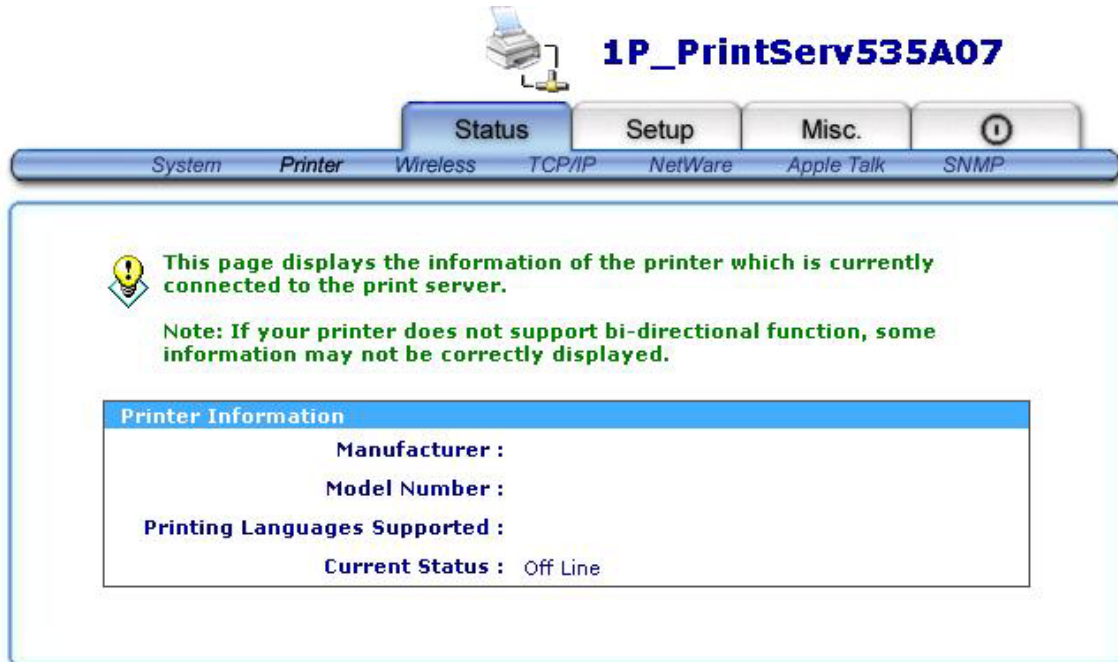 1P_PrintServ535A07
Status Setup Misc.
System Printer Wireless TCP/IP NetWare Apple Talk SNMP
This page displays the information of the printer which is currently
connected to the print server.
Note: If your printer does not support bi-directional function, some
information may not be correctly displayed.
Printer Information
Manufacturer :
Model Number :
Printing Languages Supported :
Current Status : Off Line